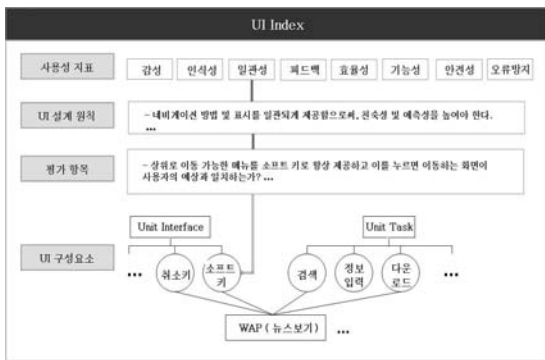 UI Index
사용성 지표
감성 인식성 일관성 피드백 효율성 기능성 안전성 오류방지
UI 설계 원칙
- 네비게이션 방법 및 표시를 일관되게 제공함으로써, 친숙성 및 예측성을 높여야 한다.
...
평가 항목
- 상위로 이동 가능한 메뉴를 소프트 키로 항상 제공하고 이를 누르면 이동하는 화면이
사용자의 예상과 일치하는가? ...
Unit Interface Unit Task
UI 구성요소
... 취소키 소프트 키 검색 정보 입력 다운 로드 ...
WAP ( 뉴스보기 ) ...